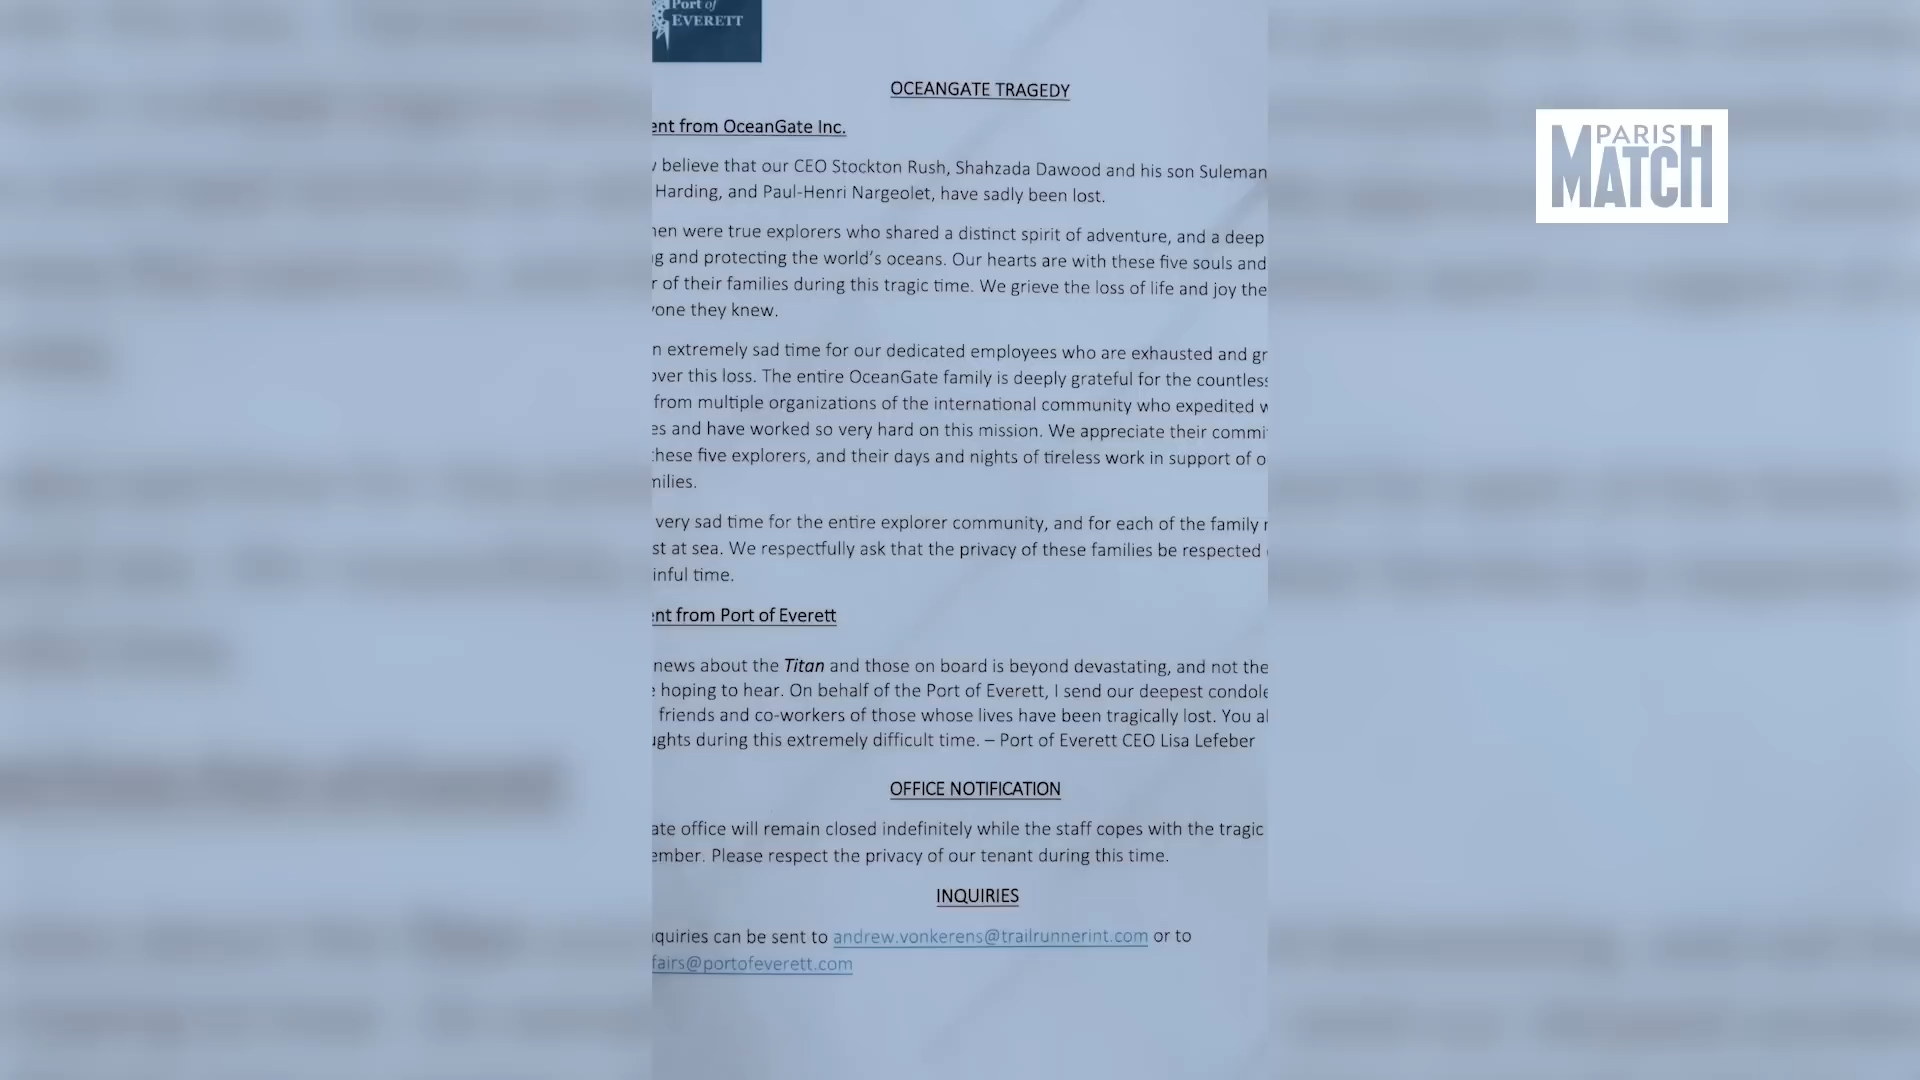 Port of
EVERETT
PARIS
MATCH
OCEANGATE TRAGEDY
ent from OceanGate Inc.
believe that our CEO Stockton Rush, Shahzada Dawood and his son Suleman
Harding, and Paul-Henri Nargeolet, have sadly been lost.
en were true explorers who shared a distinct spirit of adventure, and a deep
g and protecting the world's oceans. Our hearts are with these five souls and
r of their families during this tragic time. We grieve the loss of life and joy the
one they knew.
n extremely sad time for our dedicated employees who are exhausted and gr
over this loss. The entire OceanGate family is deeply grateful for the countless
from multiple organizations of the international community who expedited w
es and have worked so very hard on this mission. We appreciate their commi
these five explorers, and their days and nights of tireless work in support of o
milies.
very sad time for the entire explorer community, and for each of the family
st at sea. We respectfully ask that the privacy of these families be respected
inful time.
ent from Port of Everett
news about the Titan and those on board is beyond devastating, and not the
hoping to hear. On behalf of the Port of Everett, I send our deepest condole
friends and co-workers of those whose lives have been tragically lost. You al
ughts during this extremely difficult time. – Port of Everett CEO Lisa Lefeber
OFFICE NOTIFICATION
ate office will remain closed indefinitely while the staff copes with the tragic
ember. Please respect the privacy of our tenant during this time.
INQUIRIES
quiries can be sent to andrew.vonkerens@trailrunnerint.com or to
fairs@portofeverett.com